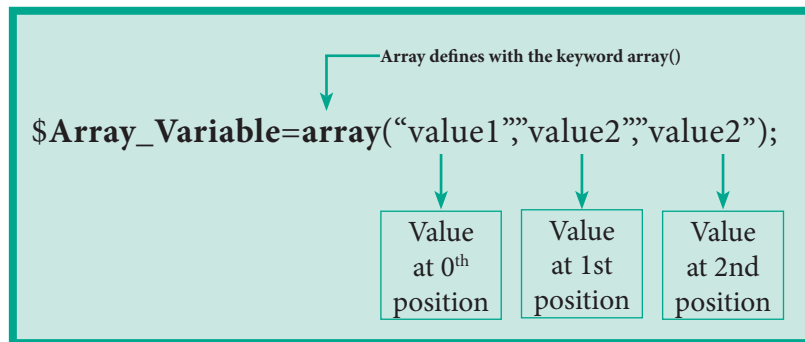 Array defines with the keyword array()
$Array_Variable=array(“value1”,”value2”,”value2”);
Value
at 0th
position
Value
at 1st
position
Value
at 2nd
position